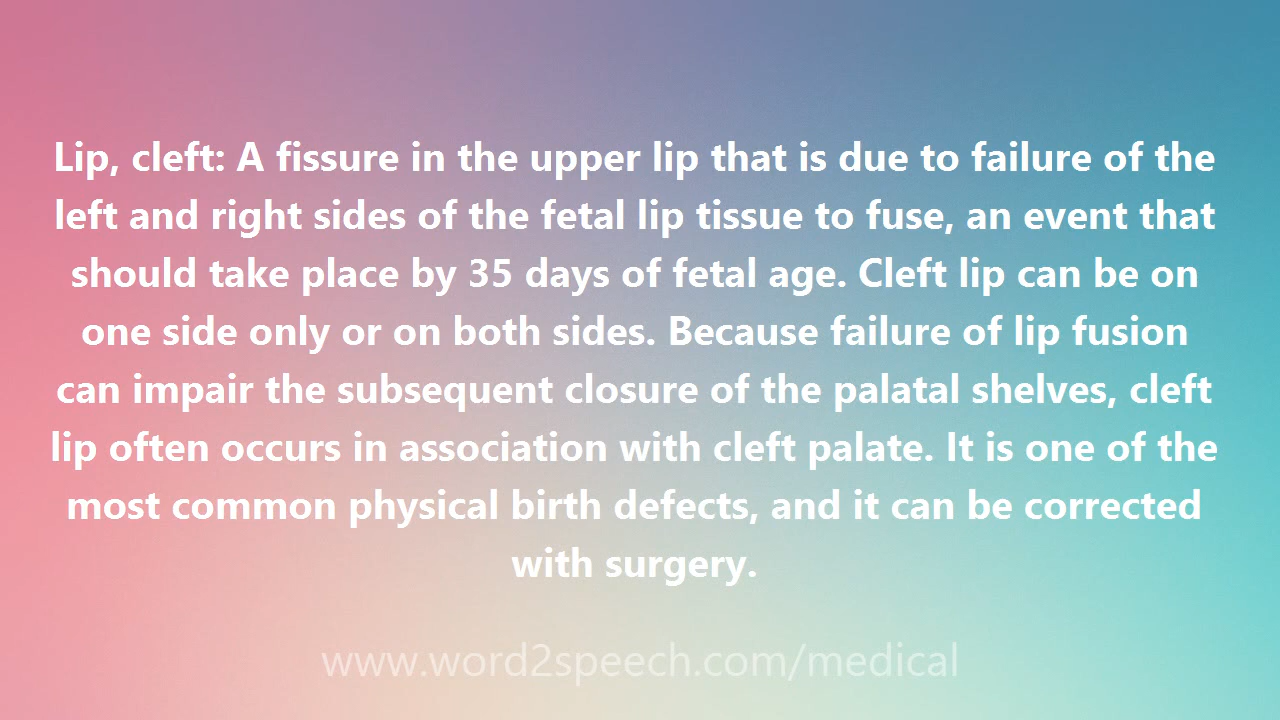 Lip, cleft: A fissure in the upper lip that is due to failure of the
left and right sides of the fetal lip tissue to fuse, an event that
should take place by 35 days of fetal age. Cleft lip can be on
one side only or on both sides. Because failure of lip fusion
can impair the subsequent closure of the palatal shelves, cleft
lip often occurs in association with cleft palate. It is one of the
most common physical birth defects, and it can be corrected
with surgery.
www.word2speech.com/medical